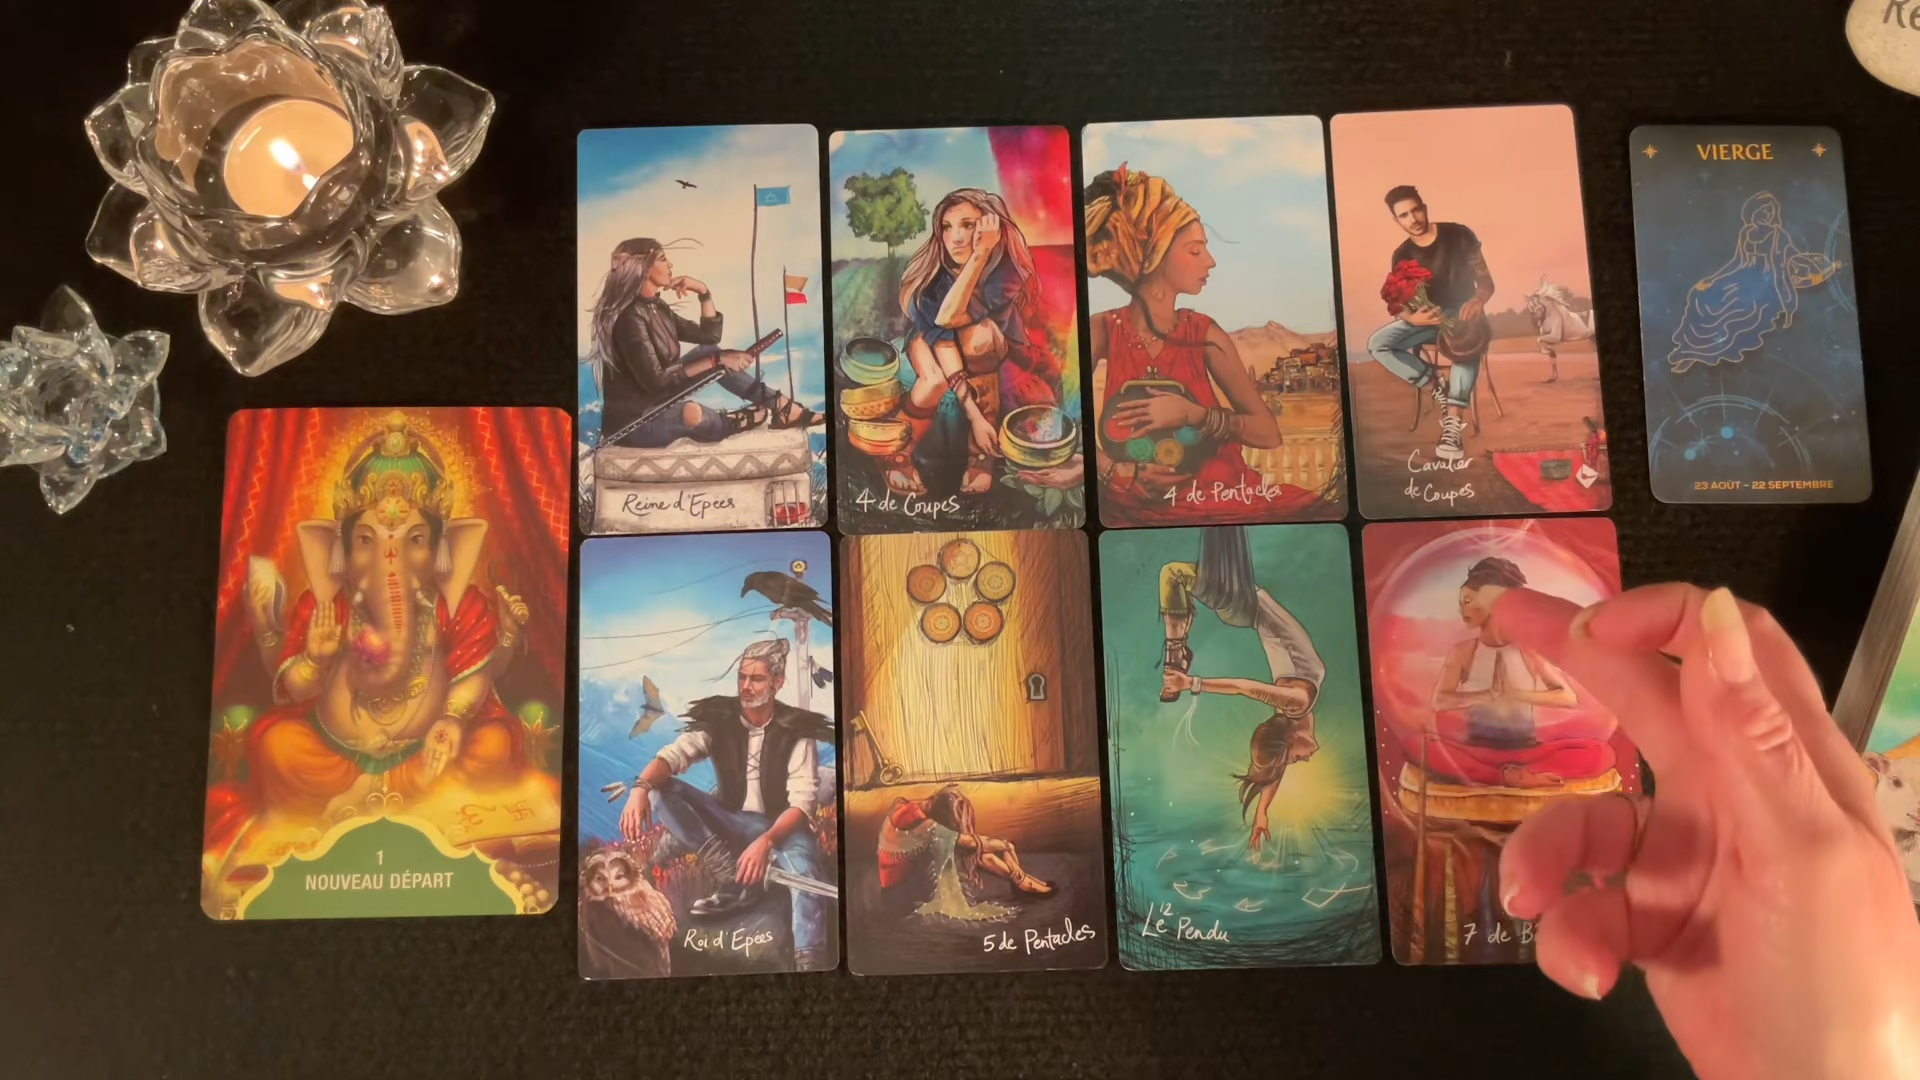 Reine d'Epées
4 de Coupes
4 de Pentacles
Cavalier
de Coupes
VIERGE
23 AOÛT - 22 SEPTEMBRE
1
NOUVEAU DÉPART
Roi d'Epées
5 de Pentacles
12.
Le Pendu
7 de